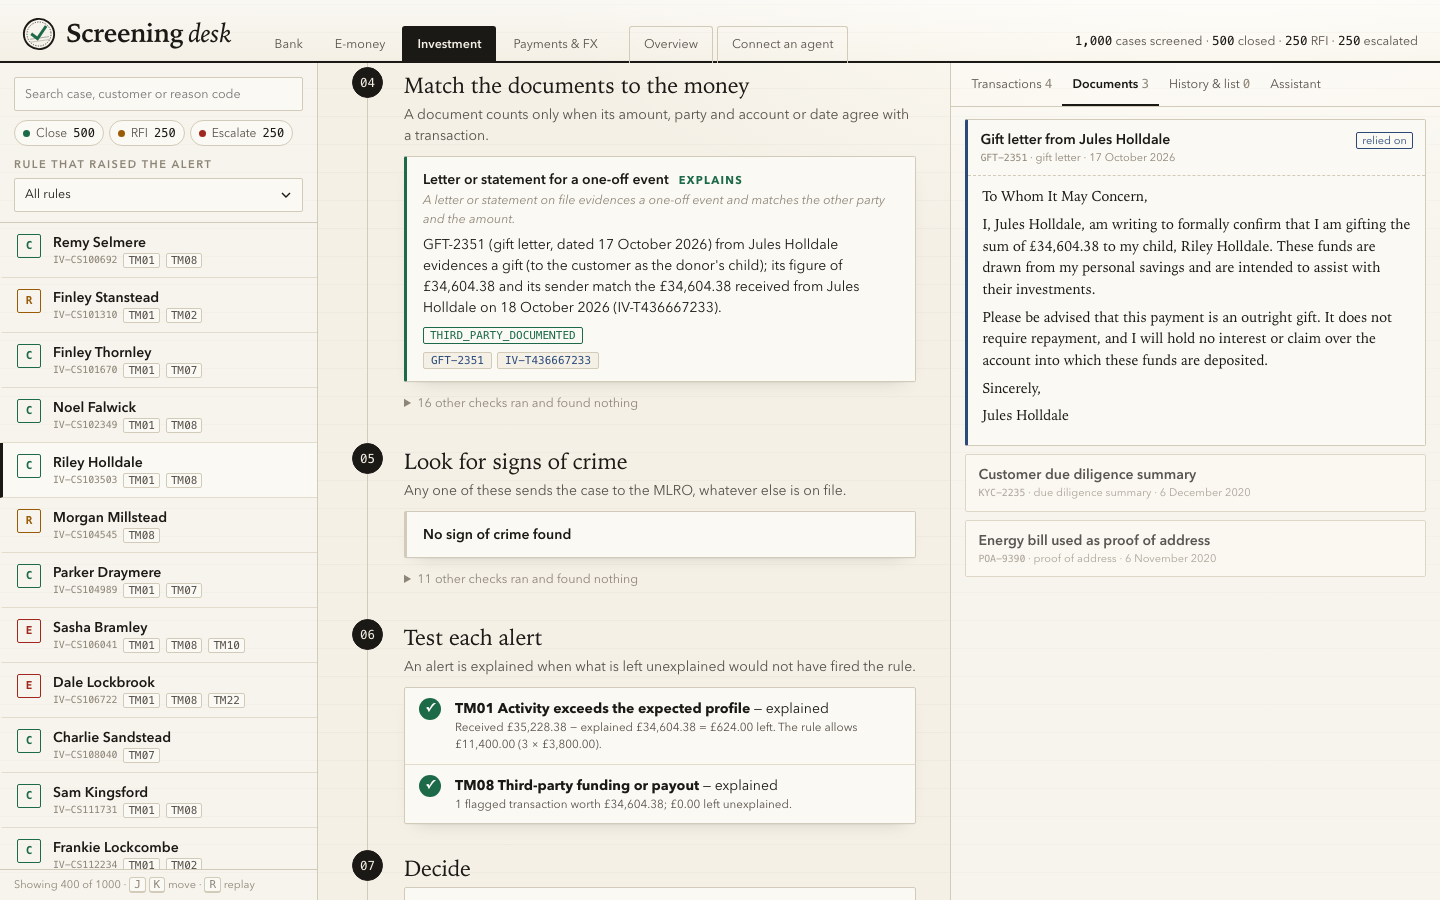 Screening desk
Bank
E-money
Investment
Payments & FX
Overview
Connect an agent
1,000 cases screened · 500 closed · 250 RFI · 250 escalated
Search case, customer or reason code
Close 500
RFI 250
Escalate 250
RULE THAT RAISED THE ALERT
All rules
C
Remy Selmere
IV-CS100692 TM01 TM08
R
Finley Stanstead
IV-CS101310 TM01 TM02
C
Finley Thornley
IV-CS101670 TM01 TM07
C
Noel Falwick
IV-CS102349 TM01 TM08
C
Riley Holldale
IV-CS103503 TM01 TM08
R
Morgan Millstead
IV-CS104545 TM08
C
Parker Draymere
IV-CS104989 TM01 TM07
E
Sasha Bramley
IV-CS106041 TM01 TM08 TM10
E
Dale Lockbrook
IV-CS106722 TM01 TM08 TM22
C
Charlie Sandstead
IV-CS108040 TM07
C
Sam Kingsford
IV-CS111731 TM01 TM08
C
Frankie Lockcombe
IV-CS112234 TM01 TM02
Showing 400 of 1000 · J K move · R replay
04
Match the documents to the money
A document counts only when its amount, party and account or date agree with
a transaction.
Letter or statement for a one-off event EXPLAINS
A letter or statement on file evidences a one-off event and matches the other party
and the amount.
GFT-2351 (gift letter, dated 17 October 2026) from Jules Holldale
evidences a gift (to the customer as the donor's child); its figure of
£34,604.38 and its sender match the £34,604.38 received from Jules
Holldale on 18 October 2026 (IV-T436667233).
THIRD_PARTY_DOCUMENTED
GFT-2351 IV-T436667233
16 other checks ran and found nothing
05
Look for signs of crime
Any one of these sends the case to the MLRO, whatever else is on file.
No sign of crime found
11 other checks ran and found nothing
06
Test each alert
An alert is explained when what is left unexplained would not have fired the rule.
TM01 Activity exceeds the expected profile — explained
Received £35,228.38 − explained £34,604.38 = £624.00 left. The rule allows
£11,400.00 (3 × £3,800.00).
TM08 Third-party funding or payout — explained
1 flagged transaction worth £34,604.38; £0.00 left unexplained.
07
Decide
Transactions 4
Documents 3
History & list 0
Assistant
Gift letter from Jules Holldale
relied on
GFT-2351 · gift letter · 17 October 2026
To Whom It May Concern,
I, Jules Holldale, am writing to formally confirm that I am gifting the
sum of £34,604.38 to my child, Riley Holldale. These funds are
drawn from my personal savings and are intended to assist with
their investments.
Please be advised that this payment is an outright gift. It does not
require repayment, and I will hold no interest or claim over the
account into which these funds are deposited.
Sincerely,
Jules Holldale
Customer due diligence summary
KYC-2235 · due diligence summary · 6 December 2020
Energy bill used as proof of address
POA-9390 · proof of address · 6 November 2020